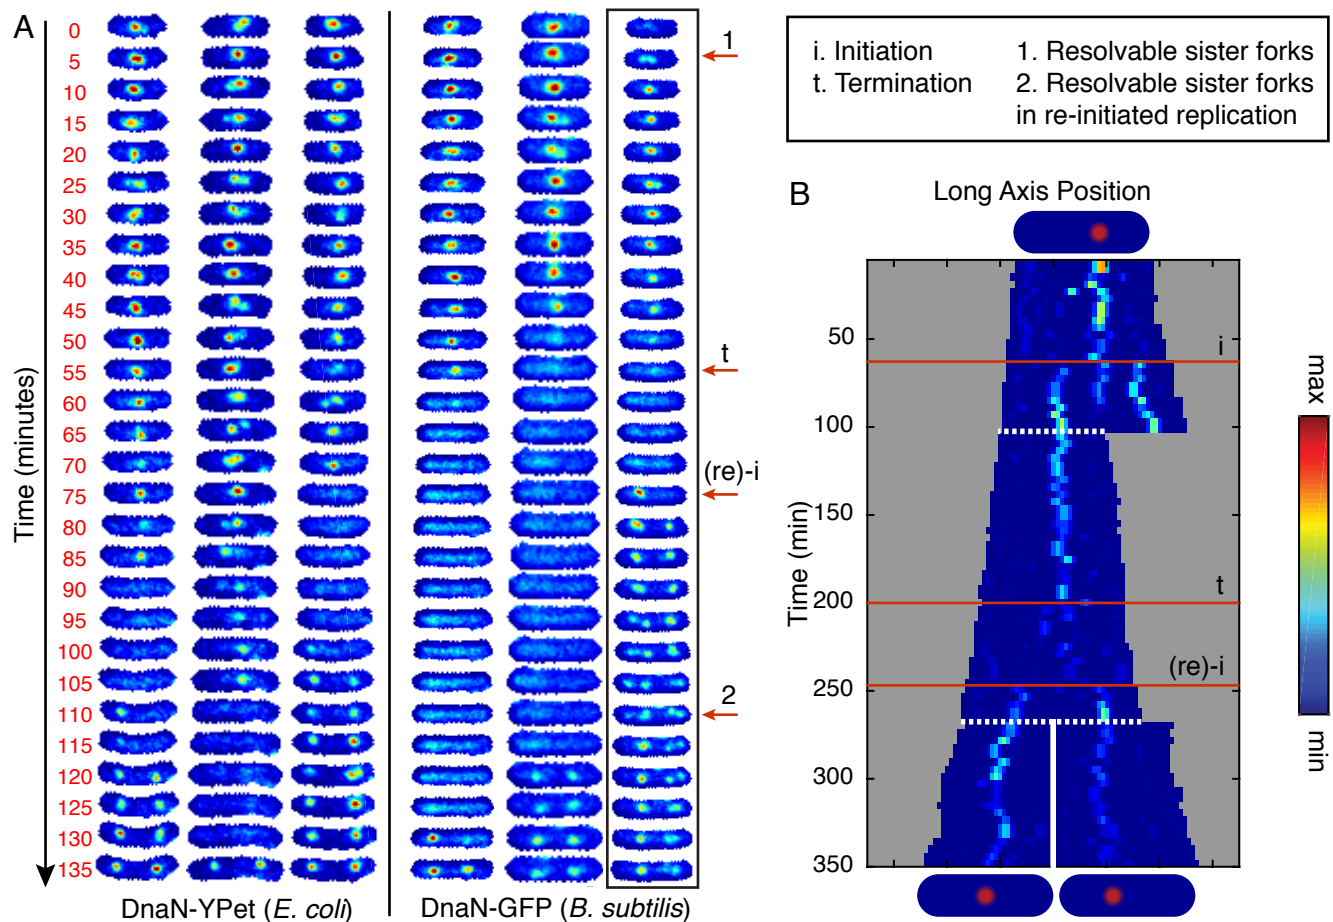 A
Time (minutes)
0
5
10
15
20
25
30
35
40
45
50
55
60
65
70
75
80
85
90
95
100
105
110
115
120
125
130
135
1
t
(re)-i
2
DnaN-YPet (E. coli)
DnaN-GFP (B. subtilis)
i. Initiation
t. Termination
1. Resolvable sister forks
2. Resolvable sister forks
in re-initiated replication
B
Long Axis Position
Time (min)
50
100
150
200
250
300
350
i
t
(re)-i
max
min